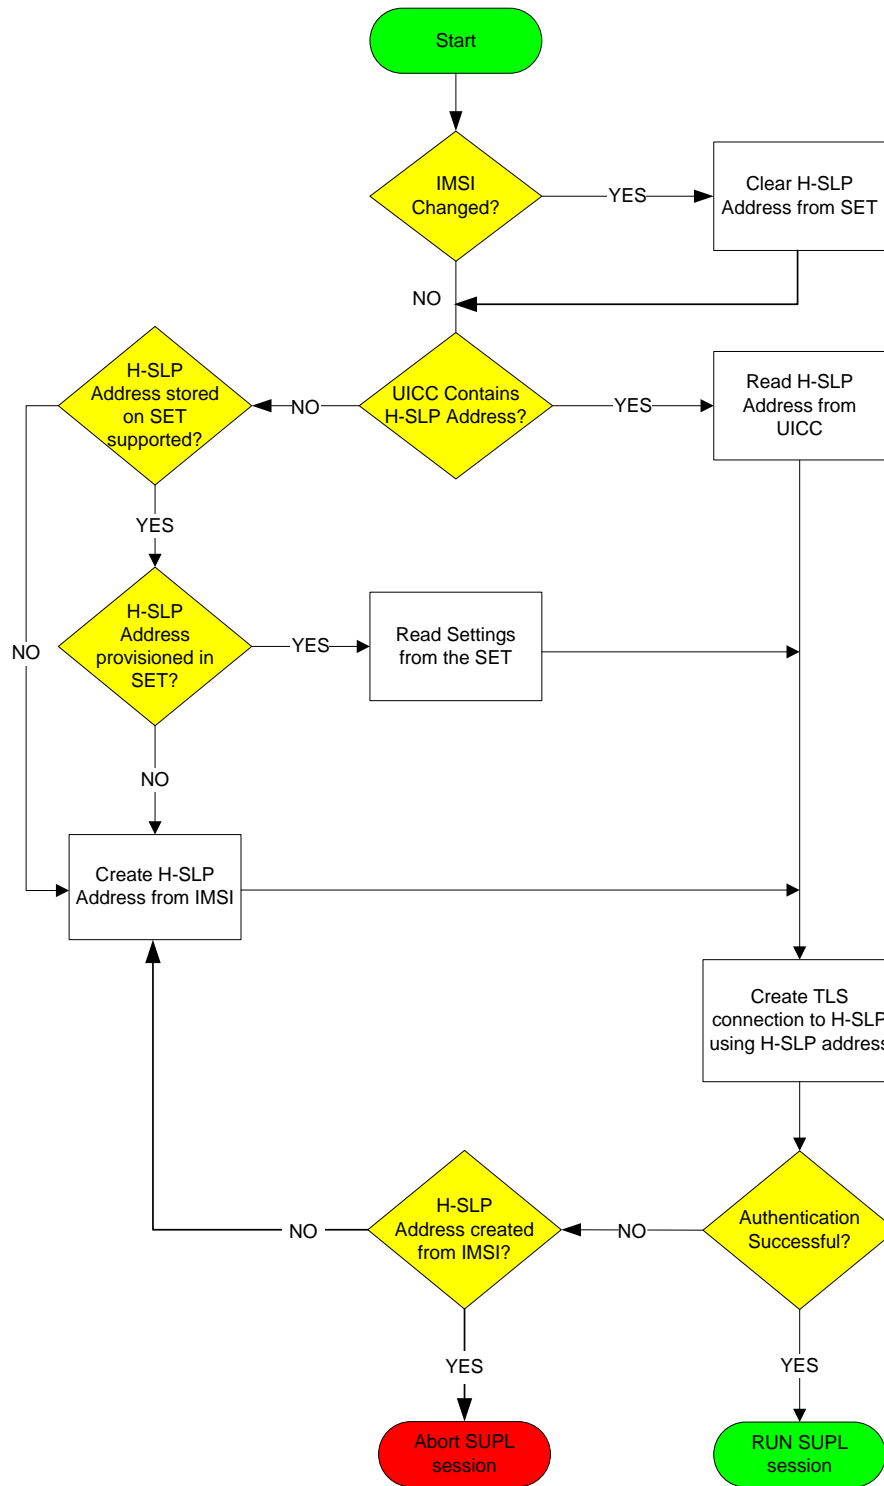 Start
IMSI
Changed?
YES
Clear H-SLP
Address from SET
NO
H-SLP
Address stored
on SET
supported?
NO
UICC Contains
H-SLP Address?
YES
Read H-SLP
Address from
UICC
YES
H-SLP
Address
provisioned in
SET?
YES
Read Settings
from the SET
NO
NO
Create H-SLP
Address from IMSI
Create TLS
connection to H-SLP
using H-SLP address
NO
H-SLP
Address created
from IMSI?
NO
Authentication
Successful?
YES
YES
Abort SUPL
session
RUN SUPL
session